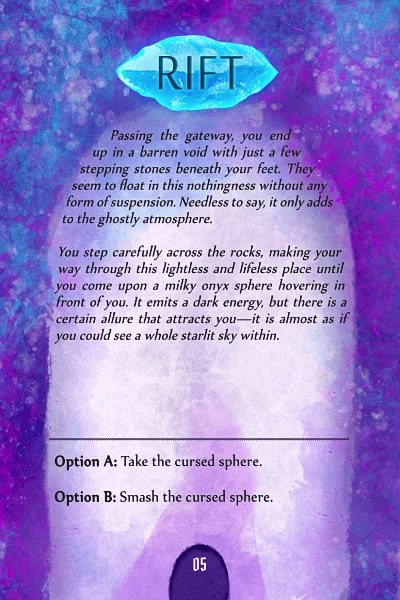 RIFT
Passing the gateway, you end
up in a barren void with just a few
stepping stones beneath your feet. They
seem to float in this nothingness without any
form of suspension. Needless to say, it only adds
to the ghostly atmosphere.
You step carefully across the rocks, making your
way through this lightless and lifeless place until
you come upon a milky onyx sphere hovering in
front of you. It emits a dark energy, but there is a
certain allure that attracts you—it is almost as if
you could see a whole starlit sky within.
Option A: Take the cursed sphere.
Option B: Smash the cursed sphere.
05